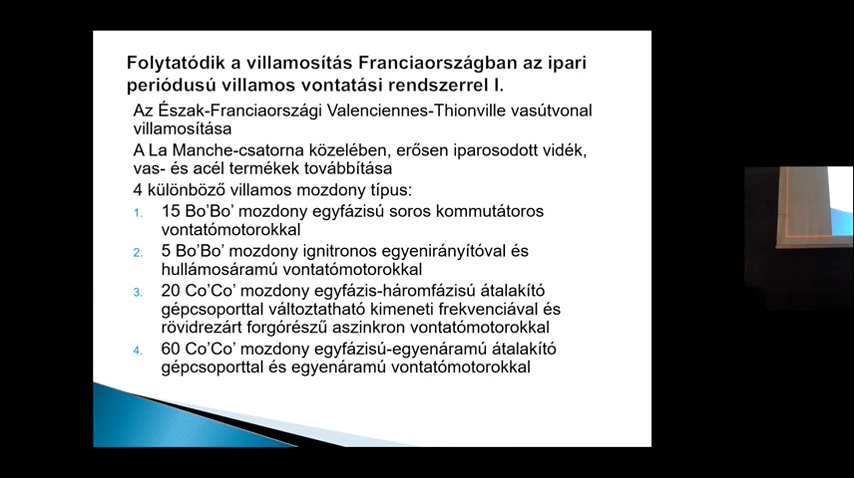 Folytatódik a villamosítás Franciaországban az ipari
periódusú villamos vontatási rendszerrel I.
Az Észak-Franciaországi Valenciennes-Thionville vasútvonal
villamosítása
A La Manche-csatorna közelében, erősen iparosodott vidék,
vas- és acél termékek továbbítása
4 különböző villamos mozdony típus:
1. 15 Bo’Bo’ mozdony egyfázisú soros kommutátoros
vontatómotorokkal
2. 5 Bo’Bo’ mozdony ignitronos egyenirányítóval és
hullámosáramú vontatómotorokkal
3. 20 Co’Co’ mozdony egyfázis-háromfázisú átalakító
gépcsoporttal változtatható kimeneti frekvenciával és
rövidrezárt forgórészű aszinkron vontatómotorokkal
4. 60 Co’Co’ mozdony egyfázisú-egyenáramú átalakító
gépcsoporttal és egyenáramú vontatómotorokkal